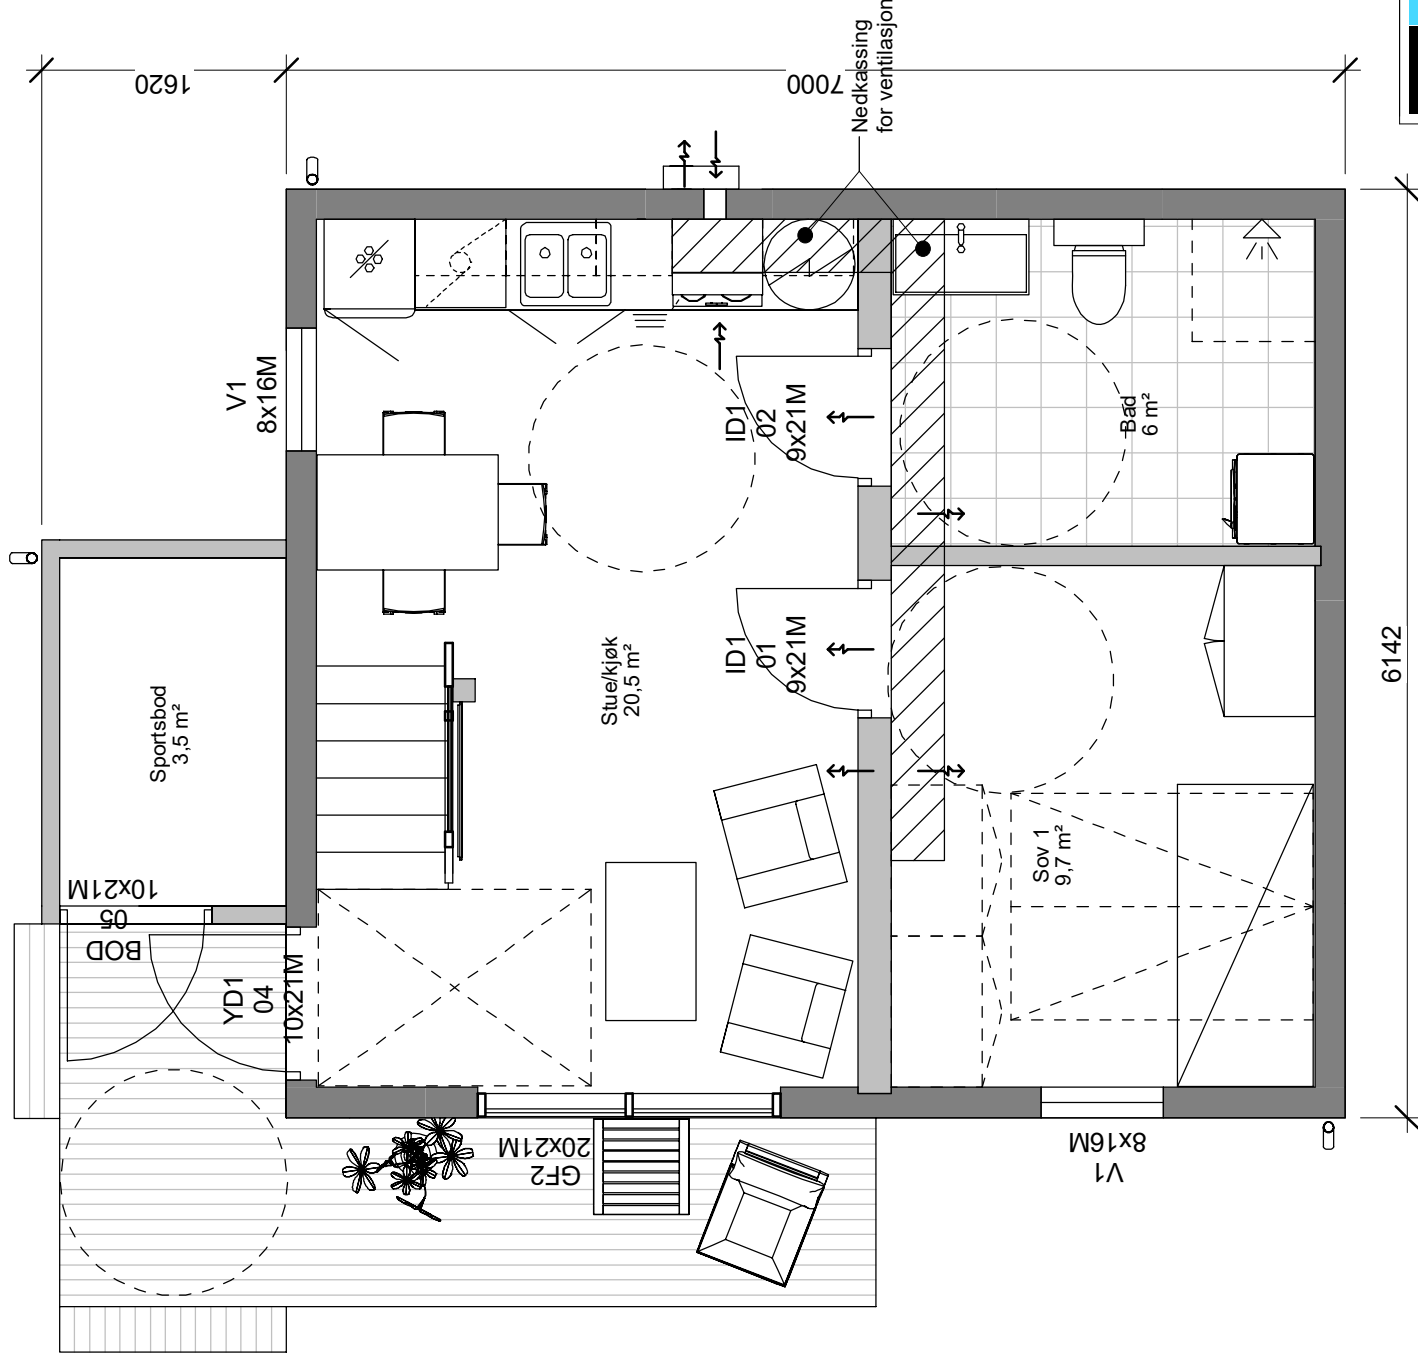 1620
7000
Nedkassing
for ventilasjon
V1
8x16M
ID1
02
9x21M
Bad
6 m²
Sportsbod
3,5 m²
Stue/kjøk
20,5 m²
ID1
01
9x21M
6142
Sov 1
9,7 m²
BOD
05
10x21M
YD1
04
10x21M
GF2
20x21M
V1
8x16M